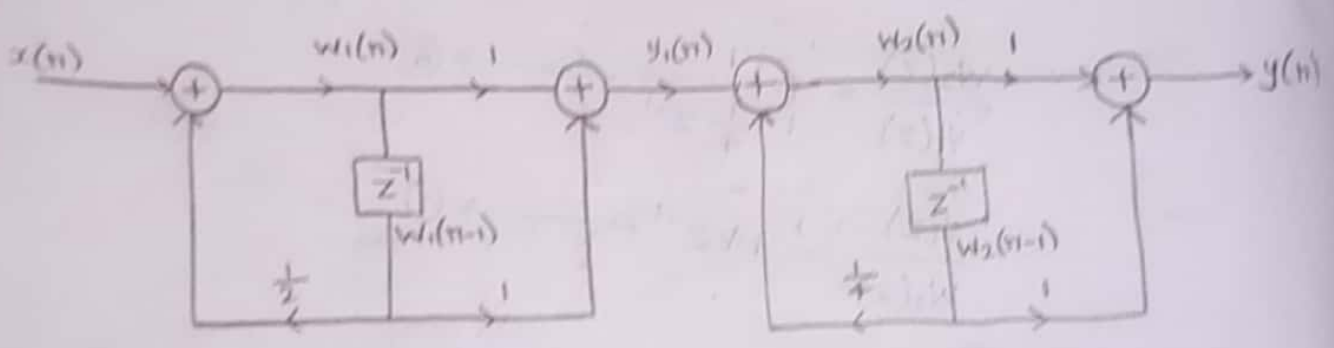 x(n) w₁(n) 1 y₁(n) w₂(n) 1 y(n)
+ + + +
z⁻¹ z⁻¹
w₁(n-1) w₂(n-1)
1/2 1 1/4 1